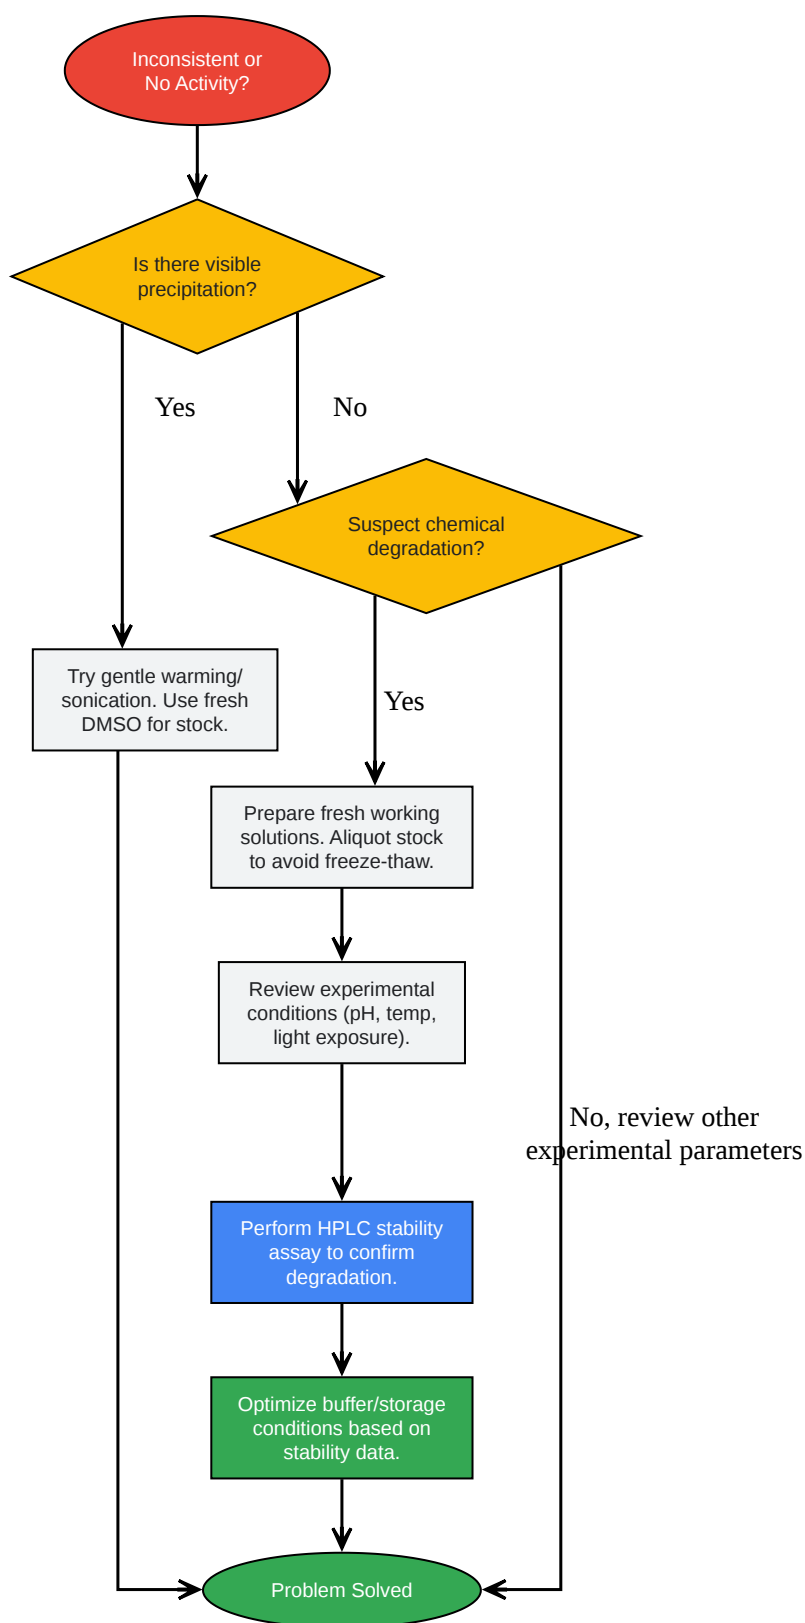 Inconsistent or
No Activity?
Is there visible
precipitation?
Yes
No
Suspect chemical
degradation?
Try gentle warming/
sonication. Use fresh
DMSO for stock.
Yes
Prepare fresh working
solutions. Aliquot stock
to avoid freeze-thaw.
Review experimental
conditions (pH, temp,
light exposure).
No, review other
experimental parameters
Perform HPLC stability
assay to confirm
degradation.
Optimize buffer/storage
conditions based on
stability data.
Problem Solved